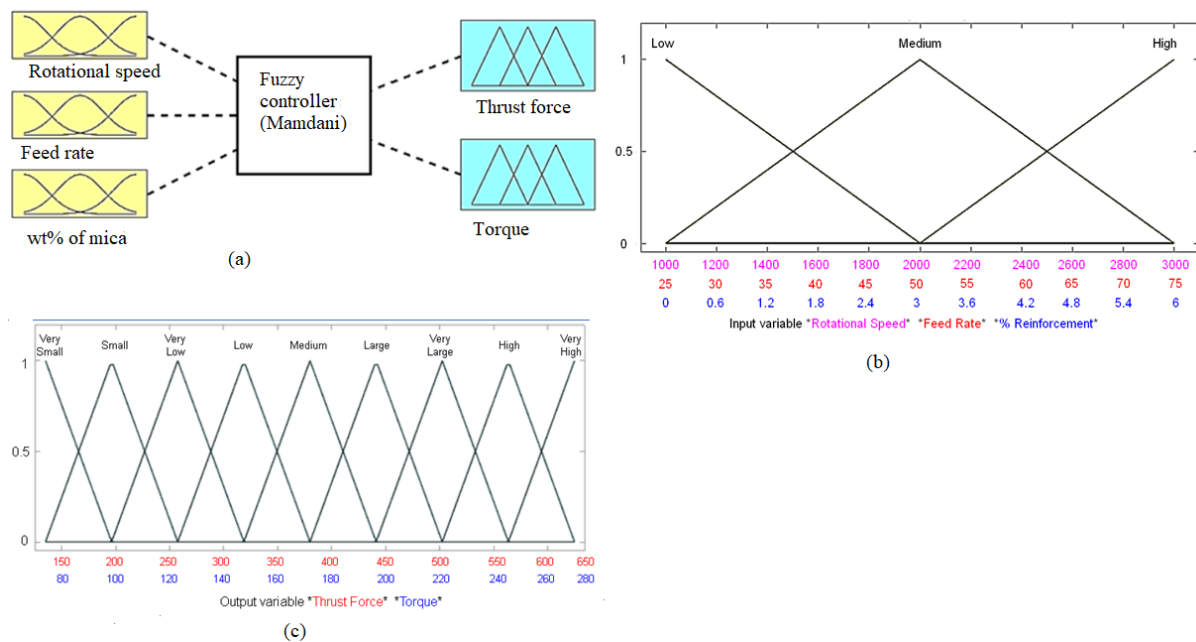 (a)
Rotational speed
Feed rate
wt% of mica
Fuzzy
controller
(Mamdani)
Thrust force
Torque
Low Medium High
1
0.5
0
1000 1200 1400 1600 1800 2000 2200 2400 2600 2800 3000
25 30 35 40 45 50 55 60 65 70 75
0 0.6 1.2 1.8 2.4 3 3.6 4.2 4.8 5.4 6
Input variable *Rotational Speed* *Feed Rate* *% Reinforcement*
(b)
Very
Small
Small
Very
Low
Low
Medium
Large
Very
Large
High
Very
High
1
0.5
0
150 200 250 300 350 400 450 500 550 600 650
80 100 120 140 160 180 200 220 240 260 280
Output variable *Thrust Force* *Torque*
(c)